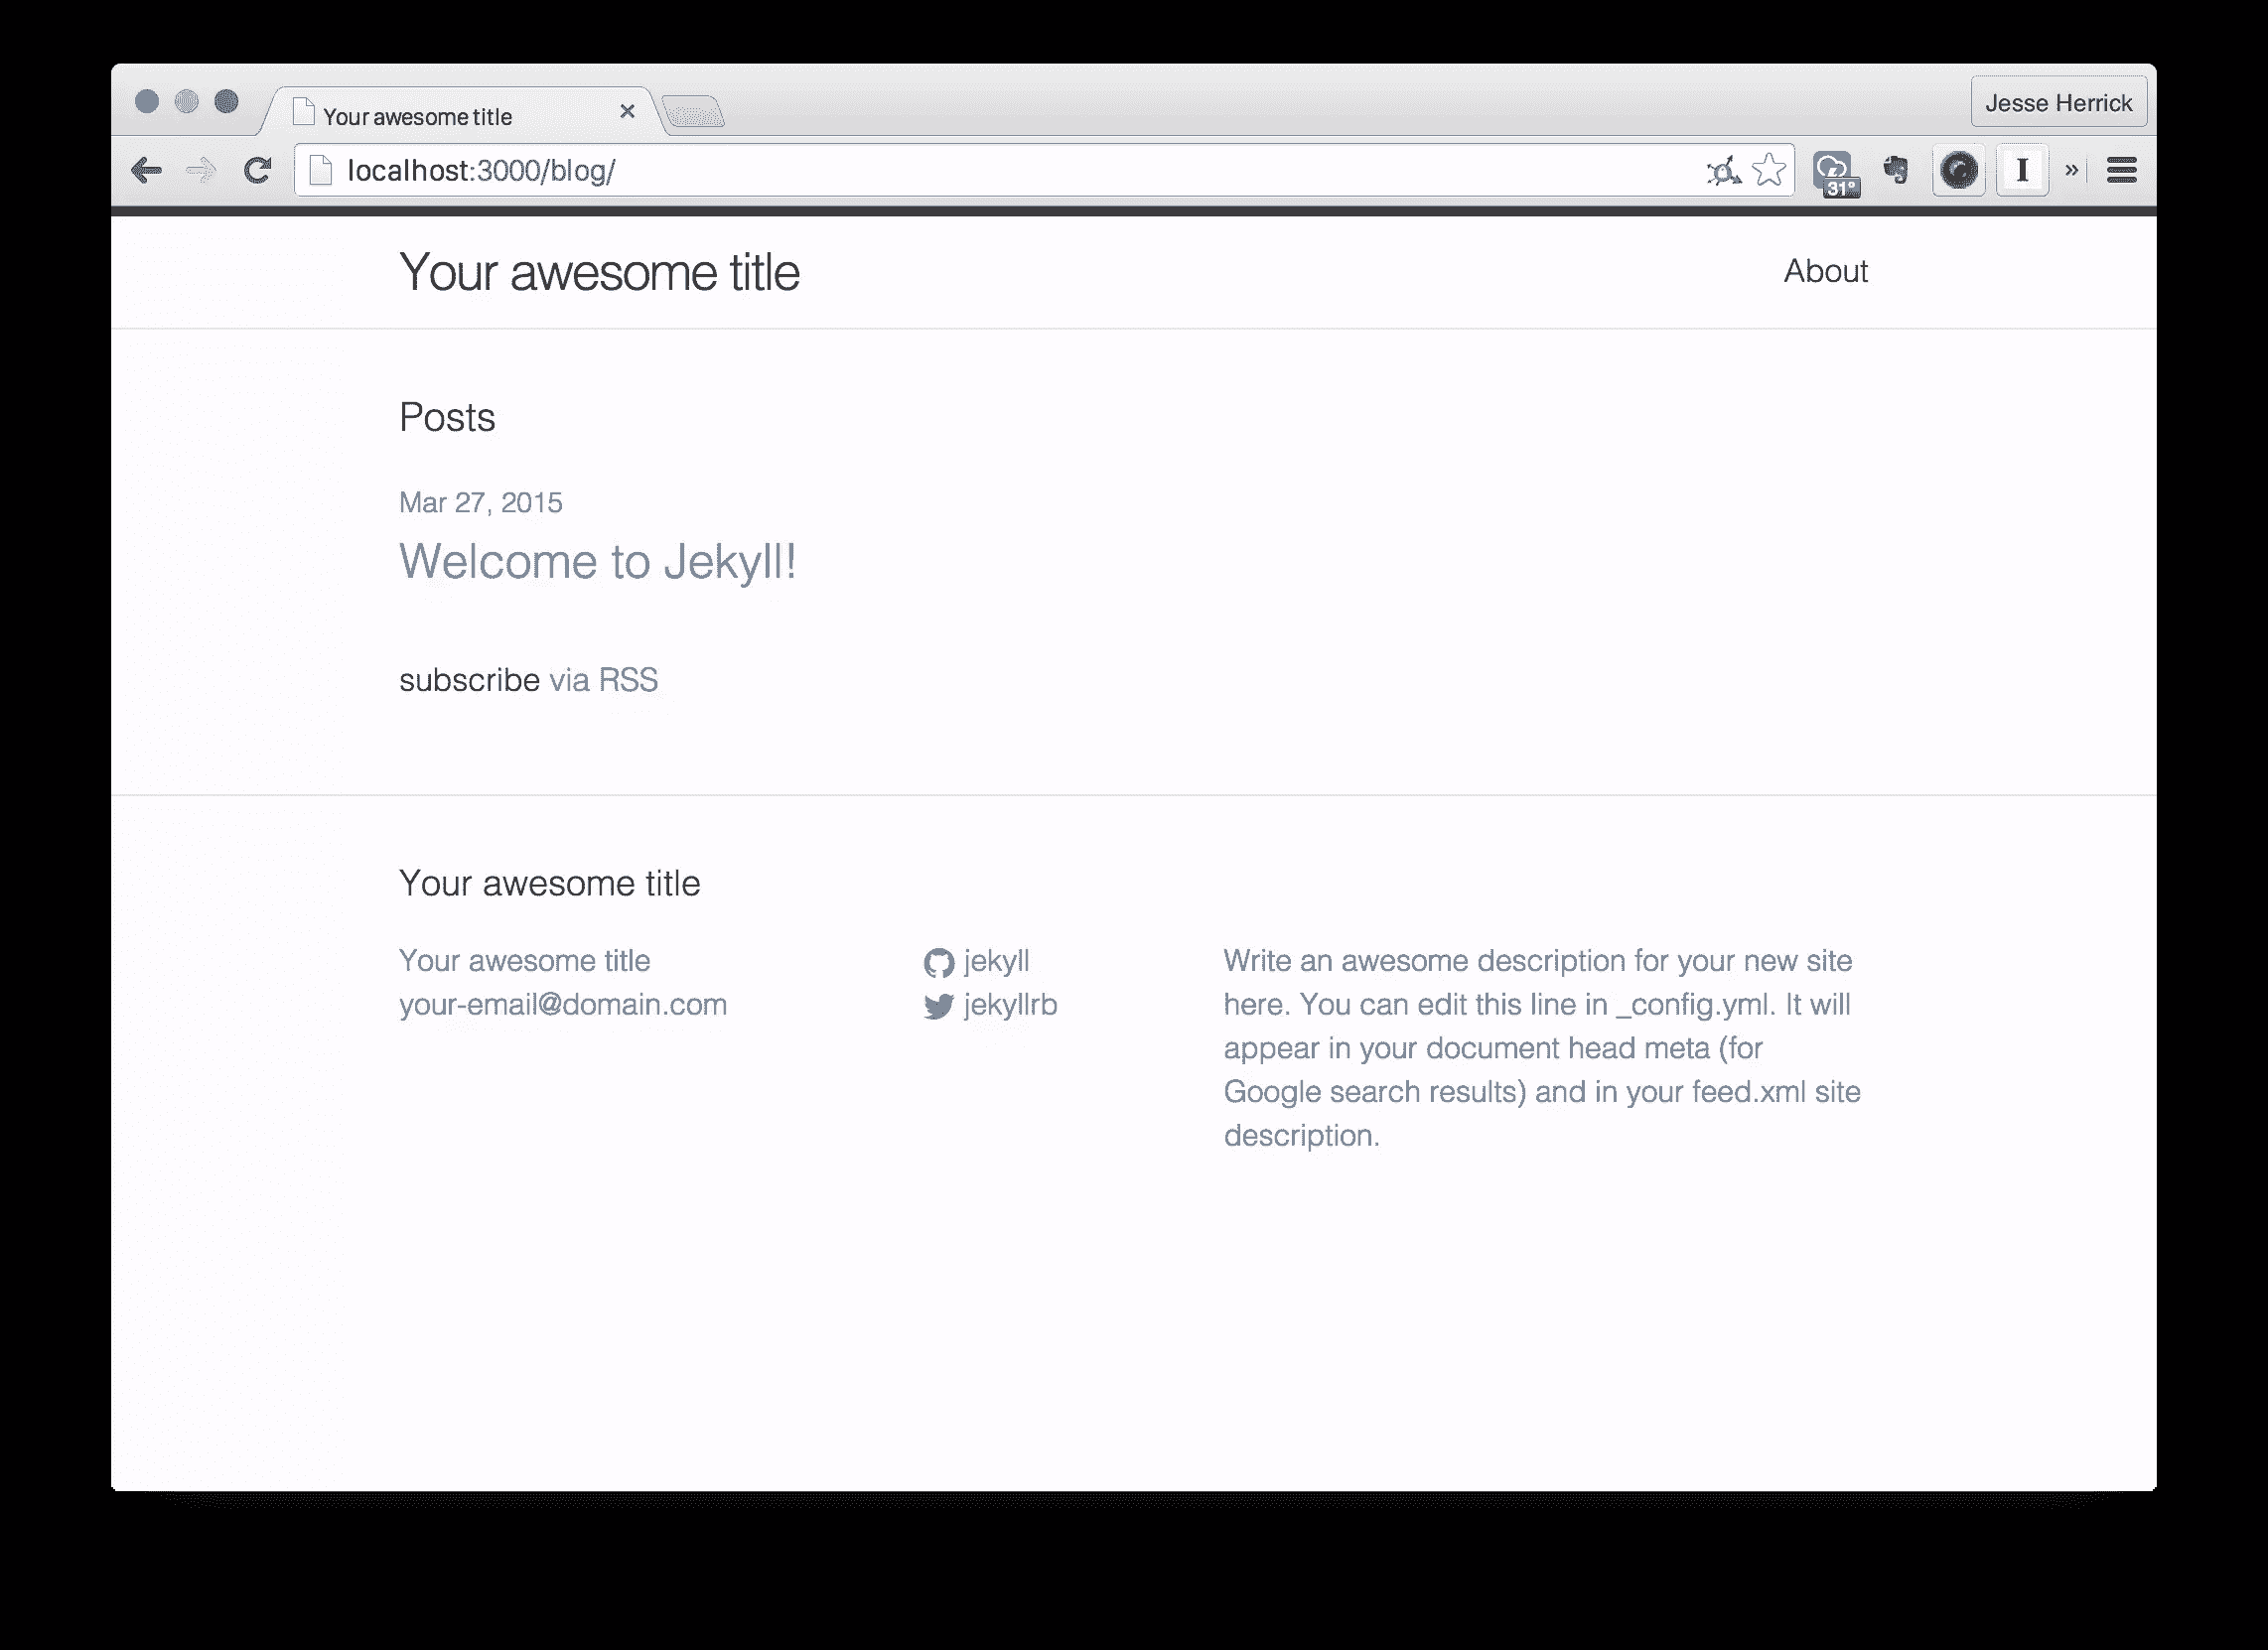 Your awesome title
Jesse Herrick
localhost:3000/blog/
31°
I
»
Your awesome title
About
Posts
Mar 27, 2015
Welcome to Jekyll!
subscribe via RSS
Your awesome title
Your awesome title
your-email@domain.com
jekyll
jekyllrb
Write an awesome description for your new site
here. You can edit this line in _config.yml. It will
appear in your document head meta (for
Google search results) and in your feed.xml site
description.